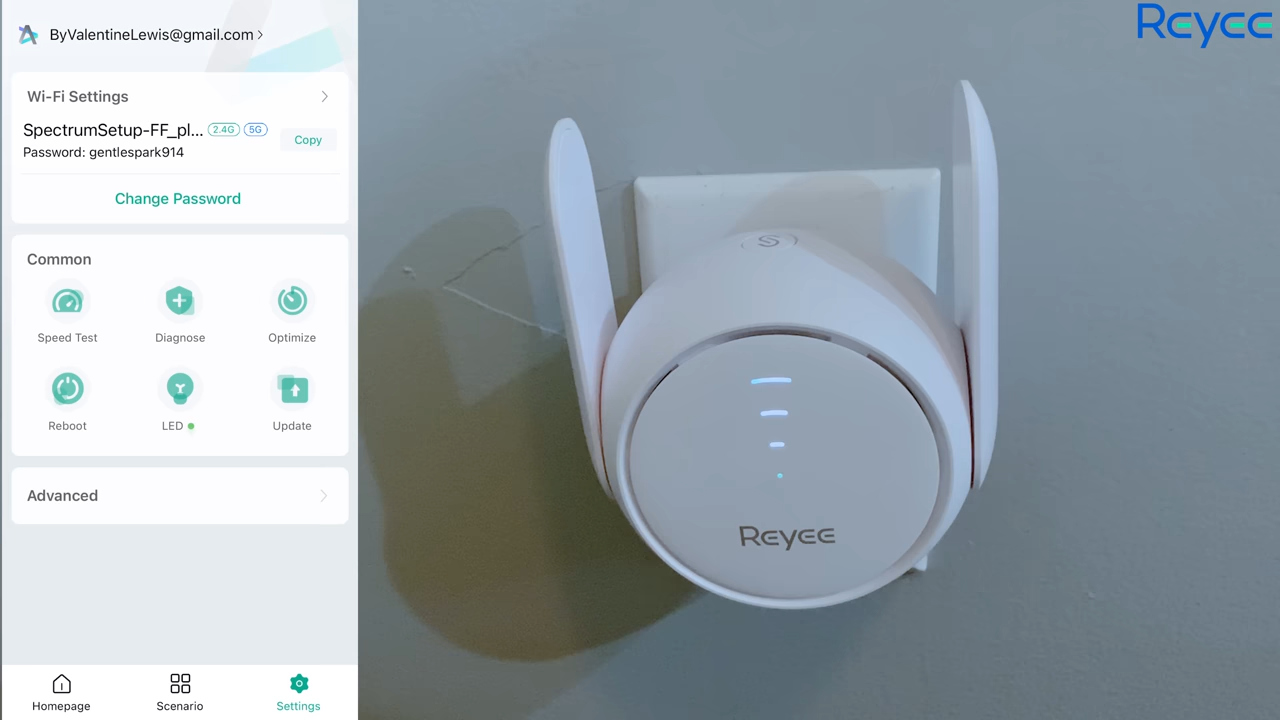 ByValentineLewis@gmail.com
Wi-Fi Settings
SpectrumSetup-FF_pl... 2.4G 5G
Password: gentlespark914
Copy
Change Password
Common
Speed Test
Diagnose
Optimize
Reboot
LED
Update
Advanced
Homepage
Scenario
Settings
Reyee
Reyee